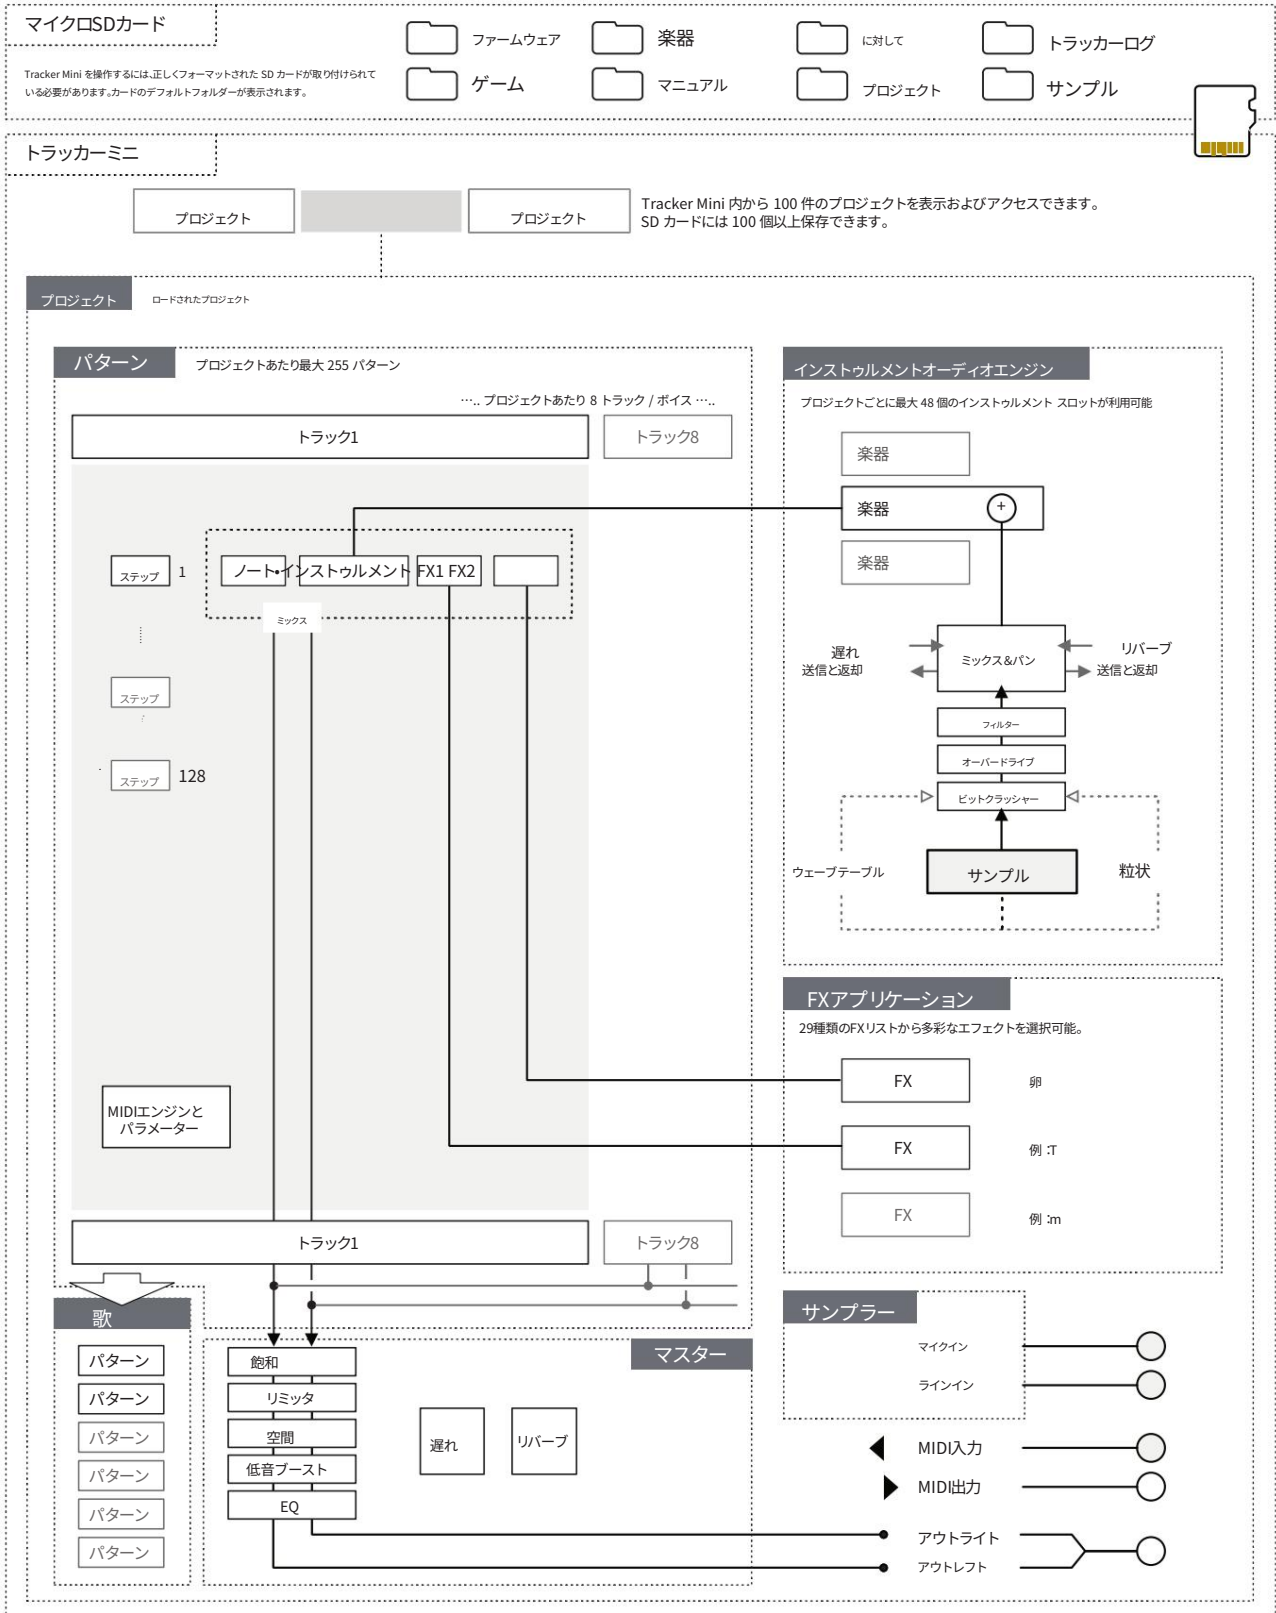 マイクロSDカード
Tracker Mini を操作するには、正しくフォーマットされた SD カードが取り付けられて
いる必要があります。カードのデフォルトフォルダーが表示されます。
ファームウェア
楽器
に対して
トラッカーログ
ゲーム
マニュアル
プロジェクト
サンプル
トラッカーミニ
プロジェクト
プロジェクト
Tracker Mini 内から 100 件のプロジェクトを表示およびアクセスできます。
SD カードには 100 個以上保存できます。
プロジェクト
ロードされたプロジェクト
パターン
プロジェクトあたり最大 255 パターン
….. プロジェクトあたり 8 トラック / ボイス …..
トラック1
トラック8
ステップ 1
ノート•インストゥルメント FX1 FX2
ミックス
ステップ
ステップ 128
MIDIエンジンと
パラメーター
トラック1
トラック8
インストゥルメントオーディオエンジン
プロジェクトごとに最大 48 個のインストゥルメント スロットが利用可能
楽器
楽器 +
楽器
遅れ
送信と返却
ミックス&パン
リバーブ
送信と返却
フィルター
オーバードライブ
ビットクラッシャー
ウェーブテーブル
サンプル
粒状
FXアプリケーション
29種類のFXリストから多彩なエフェクトを選択可能。
FX 卵
FX 例:T
FX 例:m
歌
パターン
パターン
パターン
パターン
パターン
パターン
マスター
飽和
リミッタ
空間
低音ブースト
EQ
遅れ
リバーブ
サンプラー
マイクイン
ラインイン
MIDI入力
MIDI出力
アウトライト
アウトレフト